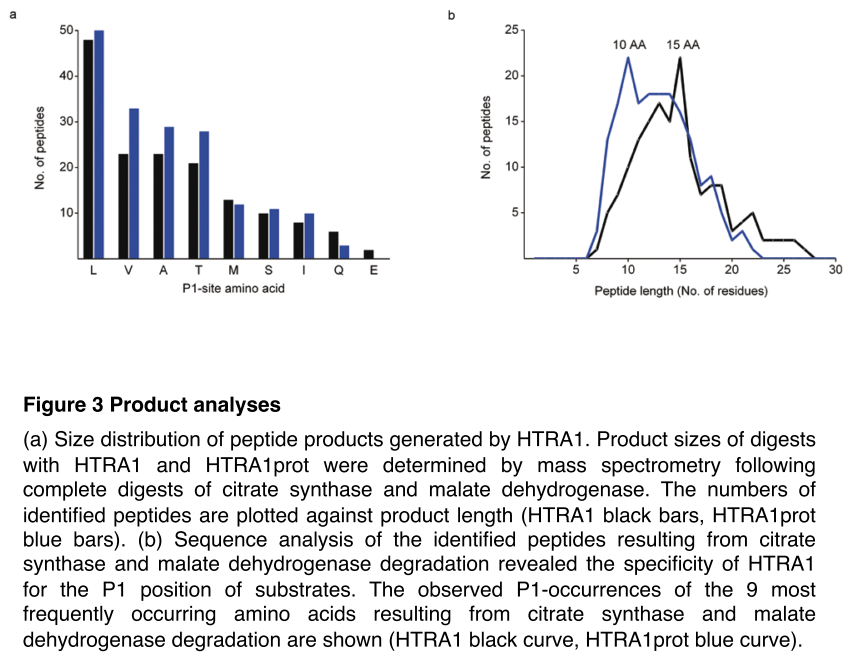 a
50
40
30
20
10
No. of peptides
L V A T M S I Q E
P1-site amino acid
b
25
20
15
10
5
No. of peptides
10 AA 15 AA
5 10 15 20 25 30
Peptide length (No. of residues)
Figure 3 Product analyses
(a) Size distribution of peptide products generated by HTRA1. Product sizes of digests
with HTRA1 and HTRA1prot were determined by mass spectrometry following
complete digests of citrate synthase and malate dehydrogenase. The numbers of
identified peptides are plotted against product length (HTRA1 black bars, HTRA1prot
blue bars). (b) Sequence analysis of the identified peptides resulting from citrate
synthase and malate dehydrogenase degradation revealed the specificity of HTRA1
for the P1 position of substrates. The observed P1-occurrences of the 9 most
frequently occurring amino acids resulting from citrate synthase and malate
dehydrogenase degradation are shown (HTRA1 black curve, HTRA1prot blue curve).